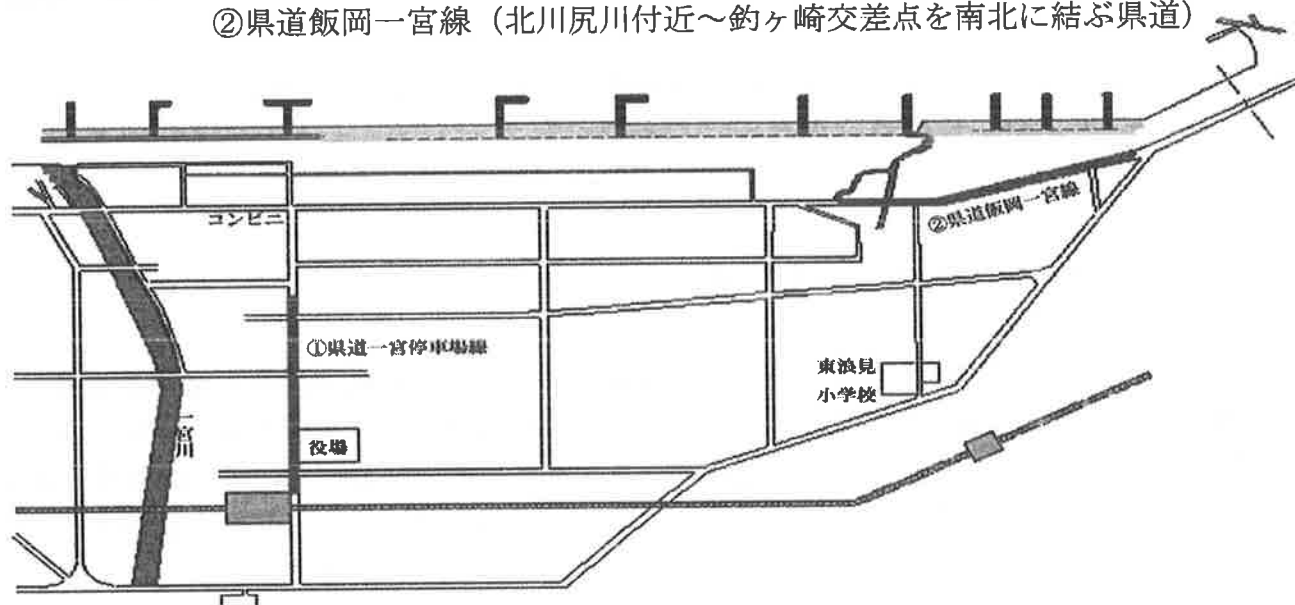 ②県道飯岡一宮線（北川尻川付近～釣ヶ崎交差点を南北に結ぶ県道）
コンビニ
②県道飯岡一宮線
①県道一宮停車場線
東浪見
小学校
一宮川
役場